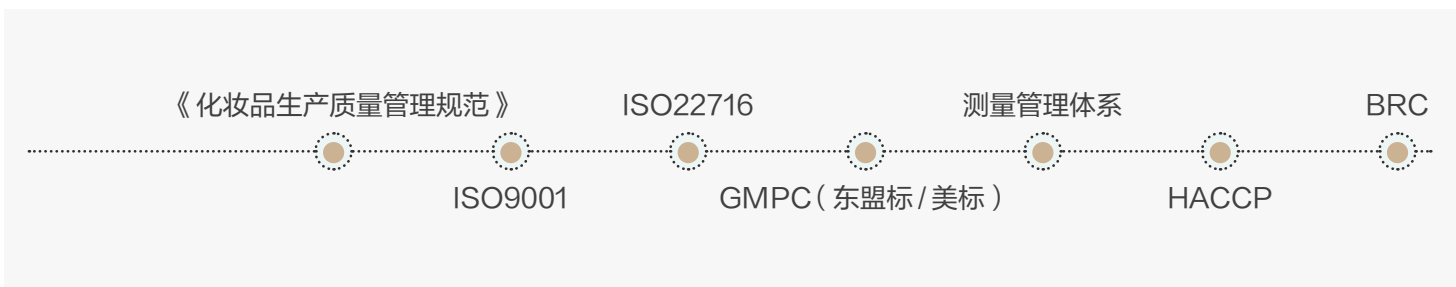 《化妆品生产质量管理规范》
ISO9001
ISO22716
GMPC（东盟标/美标）
测量管理体系
HACCP
BRC